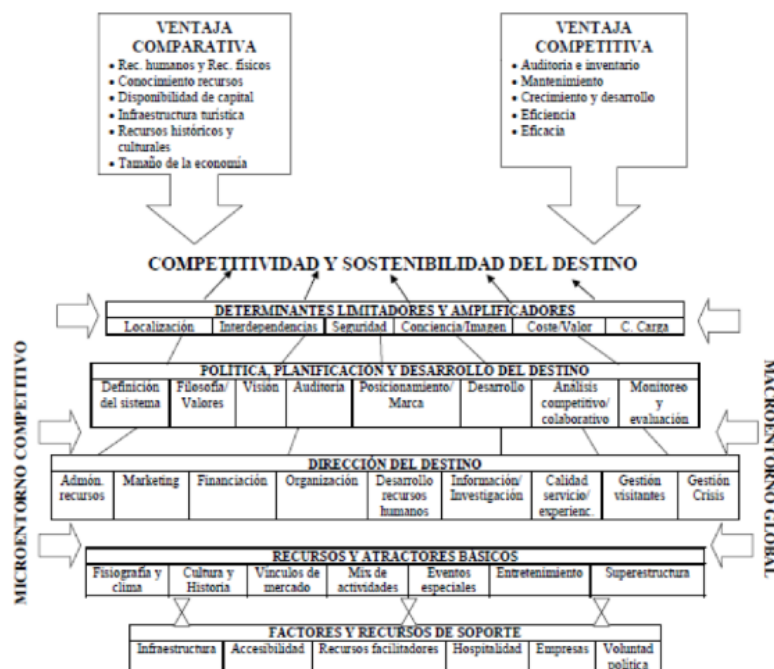 VENTAJA
COMPARATIVA
• Rec. humanos y Rec. físicos
• Conocimiento recursos
• Disponibilidad de capital
• Infraestructura turística
• Recursos históricos y
culturales
• Tamaño de la economía
VENTAJA
COMPETITIVA
• Auditoria e inventario
• Mantenimiento
• Crecimiento y desarrollo
• Eficiencia
• Eficacia
COMPETITIVIDAD Y SOSTENIBILIDAD DEL DESTINO
DETERMINANTES LIMITADORES Y AMPLIFICADORES
Localización Interdependencias Seguridad Conciencia/Imagen Coste/Valor C. Carga
POLÍTICA, PLANIFICACIÓN Y DESARROLLO DEL DESTINO
Definición del sistema
Filosofía/ Valores
Visión
Auditoria
Posicionamiento/ Marca
Desarrollo
Análisis competitivo/ colaborativo
Monitoreo y evaluación
DIRECCIÓN DEL DESTINO
Admón. recursos
Marketing
Financiación
Organización
Desarrollo recursos humanos
Información/ Investigación
Calidad servicio/ experienc.
Gestión visitantes
Gestión Crisis
RECURSOS Y ATRACTORES BÁSICOS
Fisiografía y clima
Cultura y Historia
Vínculos de mercado
Mix de actividades
Eventos especiales
Entretenimiento
Superestructura
FACTORES Y RECURSOS DE SOPORTE
Infraestructura
Accesibilidad
Recursos facilitadores
Hospitalidad
Empresas
Voluntad política
MICROENTORNO COMPETITIVO
MACROENTORNO GLOBAL